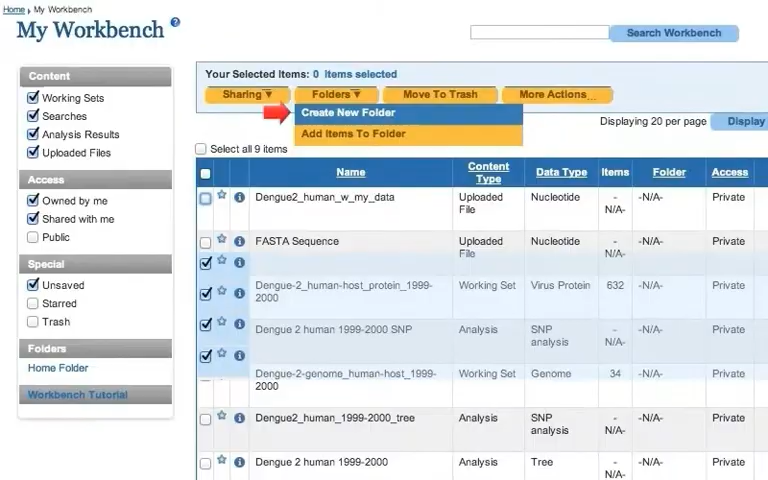 Home ▸ My Workbench
My Workbench ?
Search Workbench
Content
Working Sets
Searches
Analysis Results
Uploaded Files
Access
Owned by me
Shared with me
Public
Special
Unsaved
Starred
Trash
Folders
Home Folder
Workbench Tutorial
Your Selected Items: 0 Items selected
Sharing Folders Move To Trash More Actions...
Create New Folder
Add Items To Folder
Displaying 20 per page Display
Select all 9 items
Name Content Type Data Type Items Folder Access
Dengue2_human_w_my_data Uploaded File Nucleotide -N/A- -N/A- Private
FASTA Sequence Uploaded File Nucleotide -N/A- -N/A- Private
Dengue-2_human-host_protein_1999-2000 Working Set Virus Protein 632 -N/A- Private
Dengue 2 human 1999-2000 SNP Analysis SNP analysis -N/A- -N/A- Private
Dengue-2-genome_human-host_1999-2000 Working Set Genome 34 -N/A- Private
Dengue2_human_1999-2000_tree Analysis SNP analysis -N/A- -N/A- Private
Dengue 2 human 1999-2000 Analysis Tree -N/A- -N/A- Private